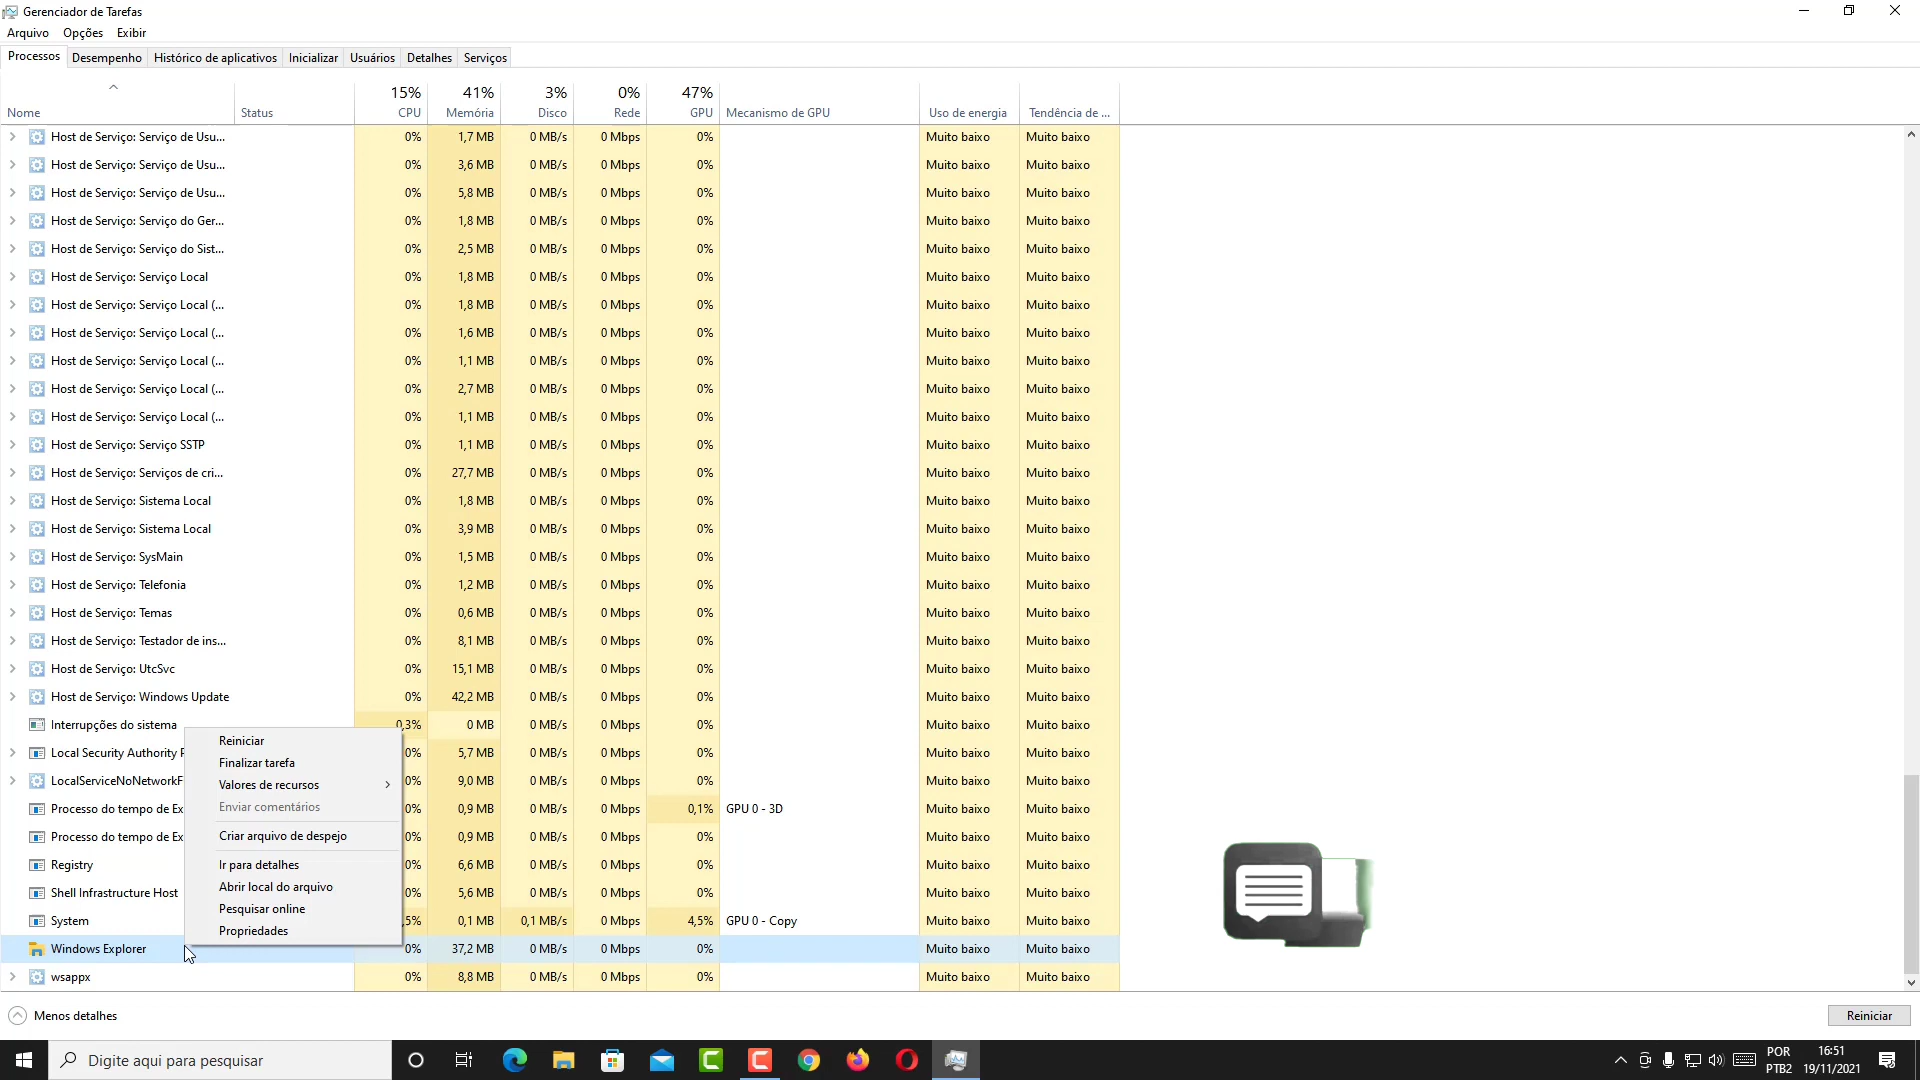 Gerenciador de Tarefas
Arquivo Opções Exibir
Processos Desempenho Histórico de aplicativos Inicializar Usuários Detalhes Serviços
15% 41% 3% 0% 47%
Nome Status CPU Memória Disco Rede GPU Mecanismo de GPU Uso de energia Tendência de ...
Host de Serviço: Serviço de Usu... 0% 1,7 MB 0 MB/s 0 Mbps 0% Muito baixo Muito baixo
Host de Serviço: Serviço de Usu... 0% 3,6 MB 0 MB/s 0 Mbps 0% Muito baixo Muito baixo
Host de Serviço: Serviço de Usu... 0% 5,8 MB 0 MB/s 0 Mbps 0% Muito baixo Muito baixo
Host de Serviço: Serviço do Ger... 0% 1,8 MB 0 MB/s 0 Mbps 0% Muito baixo Muito baixo
Host de Serviço: Serviço do Sist... 0% 2,5 MB 0 MB/s 0 Mbps 0% Muito baixo Muito baixo
Host de Serviço: Serviço Local 0% 1,8 MB 0 MB/s 0 Mbps 0% Muito baixo Muito baixo
Host de Serviço: Serviço Local (... 0% 1,8 MB 0 MB/s 0 Mbps 0% Muito baixo Muito baixo
Host de Serviço: Serviço Local (... 0% 1,6 MB 0 MB/s 0 Mbps 0% Muito baixo Muito baixo
Host de Serviço: Serviço Local (... 0% 1,1 MB 0 MB/s 0 Mbps 0% Muito baixo Muito baixo
Host de Serviço: Serviço Local (... 0% 2,7 MB 0 MB/s 0 Mbps 0% Muito baixo Muito baixo
Host de Serviço: Serviço Local (... 0% 1,1 MB 0 MB/s 0 Mbps 0% Muito baixo Muito baixo
Host de Serviço: Serviço SSTP 0% 1,1 MB 0 MB/s 0 Mbps 0% Muito baixo Muito baixo
Host de Serviço: Serviços de cri... 0% 27,7 MB 0 MB/s 0 Mbps 0% Muito baixo Muito baixo
Host de Serviço: Sistema Local 0% 1,8 MB 0 MB/s 0 Mbps 0% Muito baixo Muito baixo
Host de Serviço: Sistema Local 0% 3,9 MB 0 MB/s 0 Mbps 0% Muito baixo Muito baixo
Host de Serviço: SysMain 0% 1,5 MB 0 MB/s 0 Mbps 0% Muito baixo Muito baixo
Host de Serviço: Telefonia 0% 1,2 MB 0 MB/s 0 Mbps 0% Muito baixo Muito baixo
Host de Serviço: Temas 0% 0,6 MB 0 MB/s 0 Mbps 0% Muito baixo Muito baixo
Host de Serviço: Testador de ins... 0% 8,1 MB 0 MB/s 0 Mbps 0% Muito baixo Muito baixo
Host de Serviço: UtcSvc 0% 15,1 MB 0 MB/s 0 Mbps 0% Muito baixo Muito baixo
Host de Serviço: Windows Update 0% 42,2 MB 0 MB/s 0 Mbps 0% Muito baixo Muito baixo
Interrupções do sistema 0,3% 0 MB 0 MB/s 0 Mbps 0% Muito baixo Muito baixo
Local Security Authority P 0% 5,7 MB 0 MB/s 0 Mbps 0% Muito baixo Muito baixo
LocalServiceNoNetworkF 0% 9,0 MB 0 MB/s 0 Mbps 0% Muito baixo Muito baixo
Processo do tempo de Ex 0% 0,9 MB 0 MB/s 0 Mbps 0,1% GPU 0 - 3D Muito baixo Muito baixo
Processo do tempo de Ex 0% 0,9 MB 0 MB/s 0 Mbps 0% Muito baixo Muito baixo
Registry 0% 6,6 MB 0 MB/s 0 Mbps 0% Muito baixo Muito baixo
Shell Infrastructure Host 0% 5,6 MB 0 MB/s 0 Mbps 0% Muito baixo Muito baixo
System ,5% 0,1 MB 0,1 MB/s 0 Mbps 4,5% GPU 0 - Copy Muito baixo Muito baixo
Windows Explorer 0% 37,2 MB 0 MB/s 0 Mbps 0% Muito baixo Muito baixo
wsappx 0% 8,8 MB 0 MB/s 0 Mbps 0% Muito baixo Muito baixo
Reiniciar
Finalizar tarefa
Valores de recursos
Enviar comentários
Criar arquivo de despejo
Ir para detalhes
Abrir local do arquivo
Pesquisar online
Propriedades
Menos detalhes Reiniciar
Digite aqui para pesquisar
POR 16:51
PTB2 19/11/2021